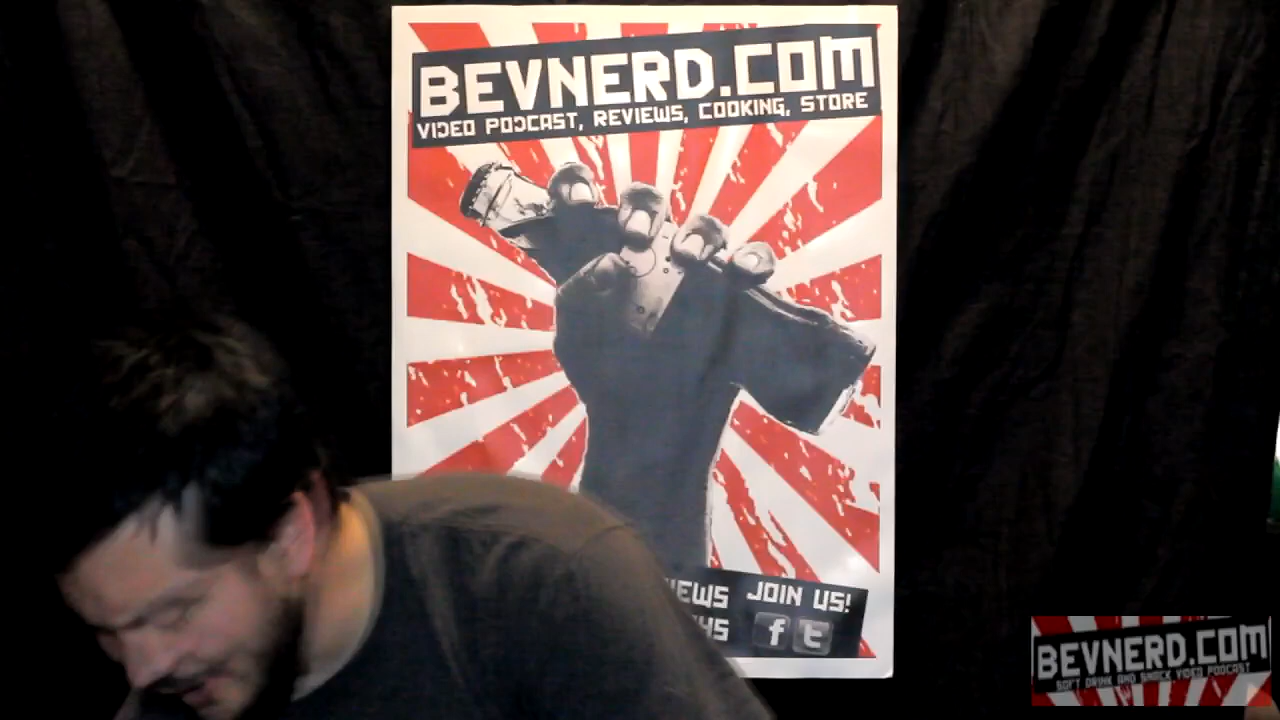 BEVNERD.COM
VIDEO PODCAST, REVIEWS, COOKING, STORE
JOIN US!
f t
BEVNERD.COM
SOFT DRINK AND SNACK VIDEO PODCAST